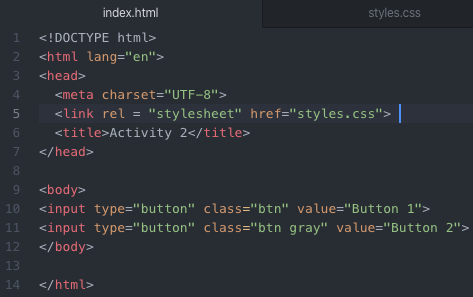 index.html styles.css
1 <!DOCTYPE html>
2 <html lang="en">
3 <head>
4   <meta charset="UTF-8">
5   <link rel = "stylesheet" href="styles.css">
6   <title>Activity 2</title>
7 </head>
8
9 <body>
10 <input type="button" class="btn" value="Button 1">
11 <input type="button" class="btn gray" value="Button 2">
12 </body>
13
14 </html>